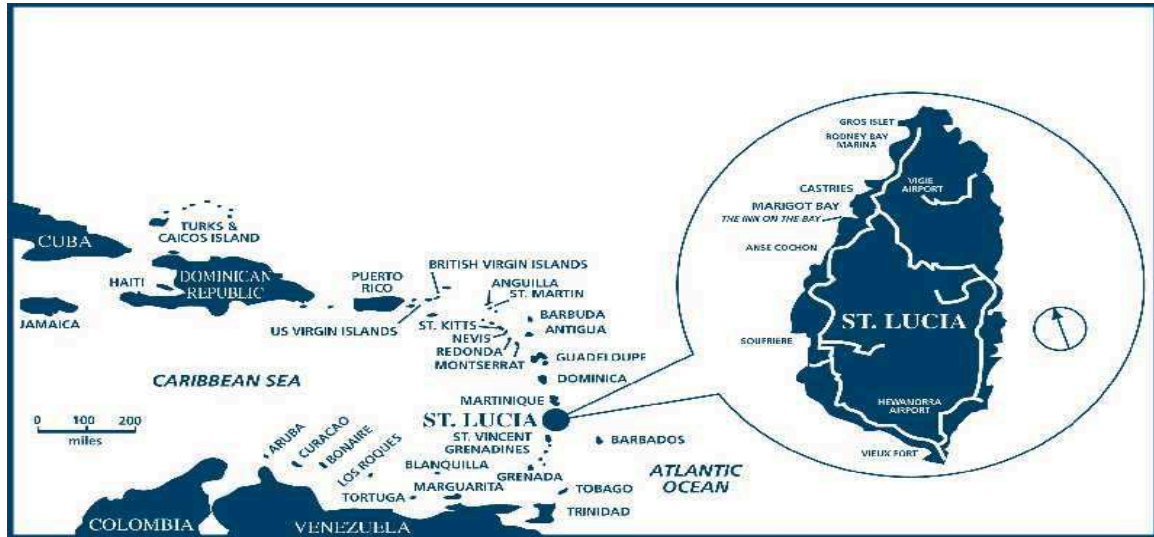 GROS ISLET
RODNEY BAY
MARINA
VIGIE
AIRPORT
CASTRIES
MARIGOT BAY
THE INN ON THE BAY
ANSE COCHON
ST. LUCIA
SOUFRIERE
HEWANORRA
AIRPORT
VIEUX FORT
TURKS &
CAICOS ISLAND
CUBA
HAITI
DOMINICAN
REPUBLIC
PUERTO
RICO
BRITISH VIRGIN ISLANDS
ANGUILLA
ST. MARTIN
JAMAICA
US VIRGIN ISLANDS
BARBUDA
ST. KITTS
ANTIGUA
NEVIS
REDONDA
MONTSERRAT
GUADELOUPE
CARIBBEAN SEA
DOMINICA
MARTINIQUE
0 100 200
miles
ST. LUCIA
ST. VINCENT
GRENADINES
BARBADOS
ARUBA
CURACAO
BONAIRE
LOS ROQUES
BLANQUILLA
GRENADA
ATLANTIC
OCEAN
TORTUGA
MARGUARITA
TOBAGO
TRINIDAD
COLOMBIA
VENEZUELA